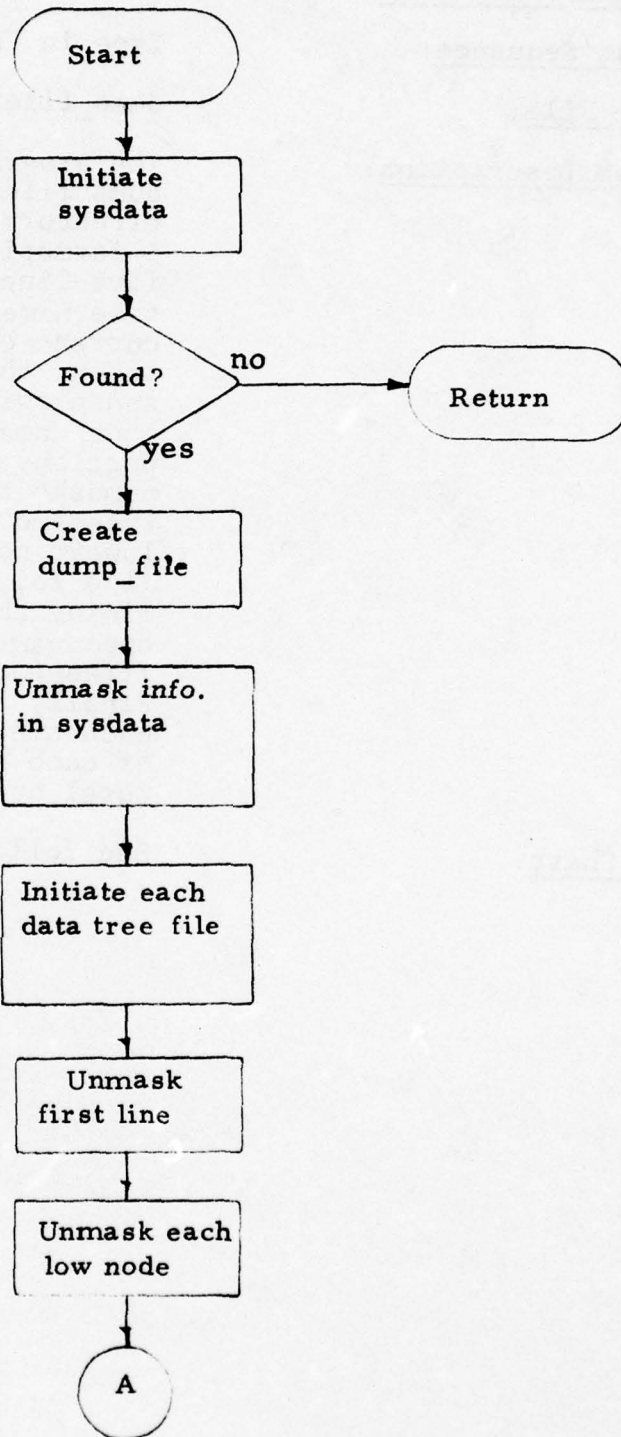 Start
Initiate
sysdata
Found?
no
Return
yes
Create
dump_file
Unmask info.
in sysdata
Initiate each
data tree file
Unmask
first line
Unmask each
low node
A